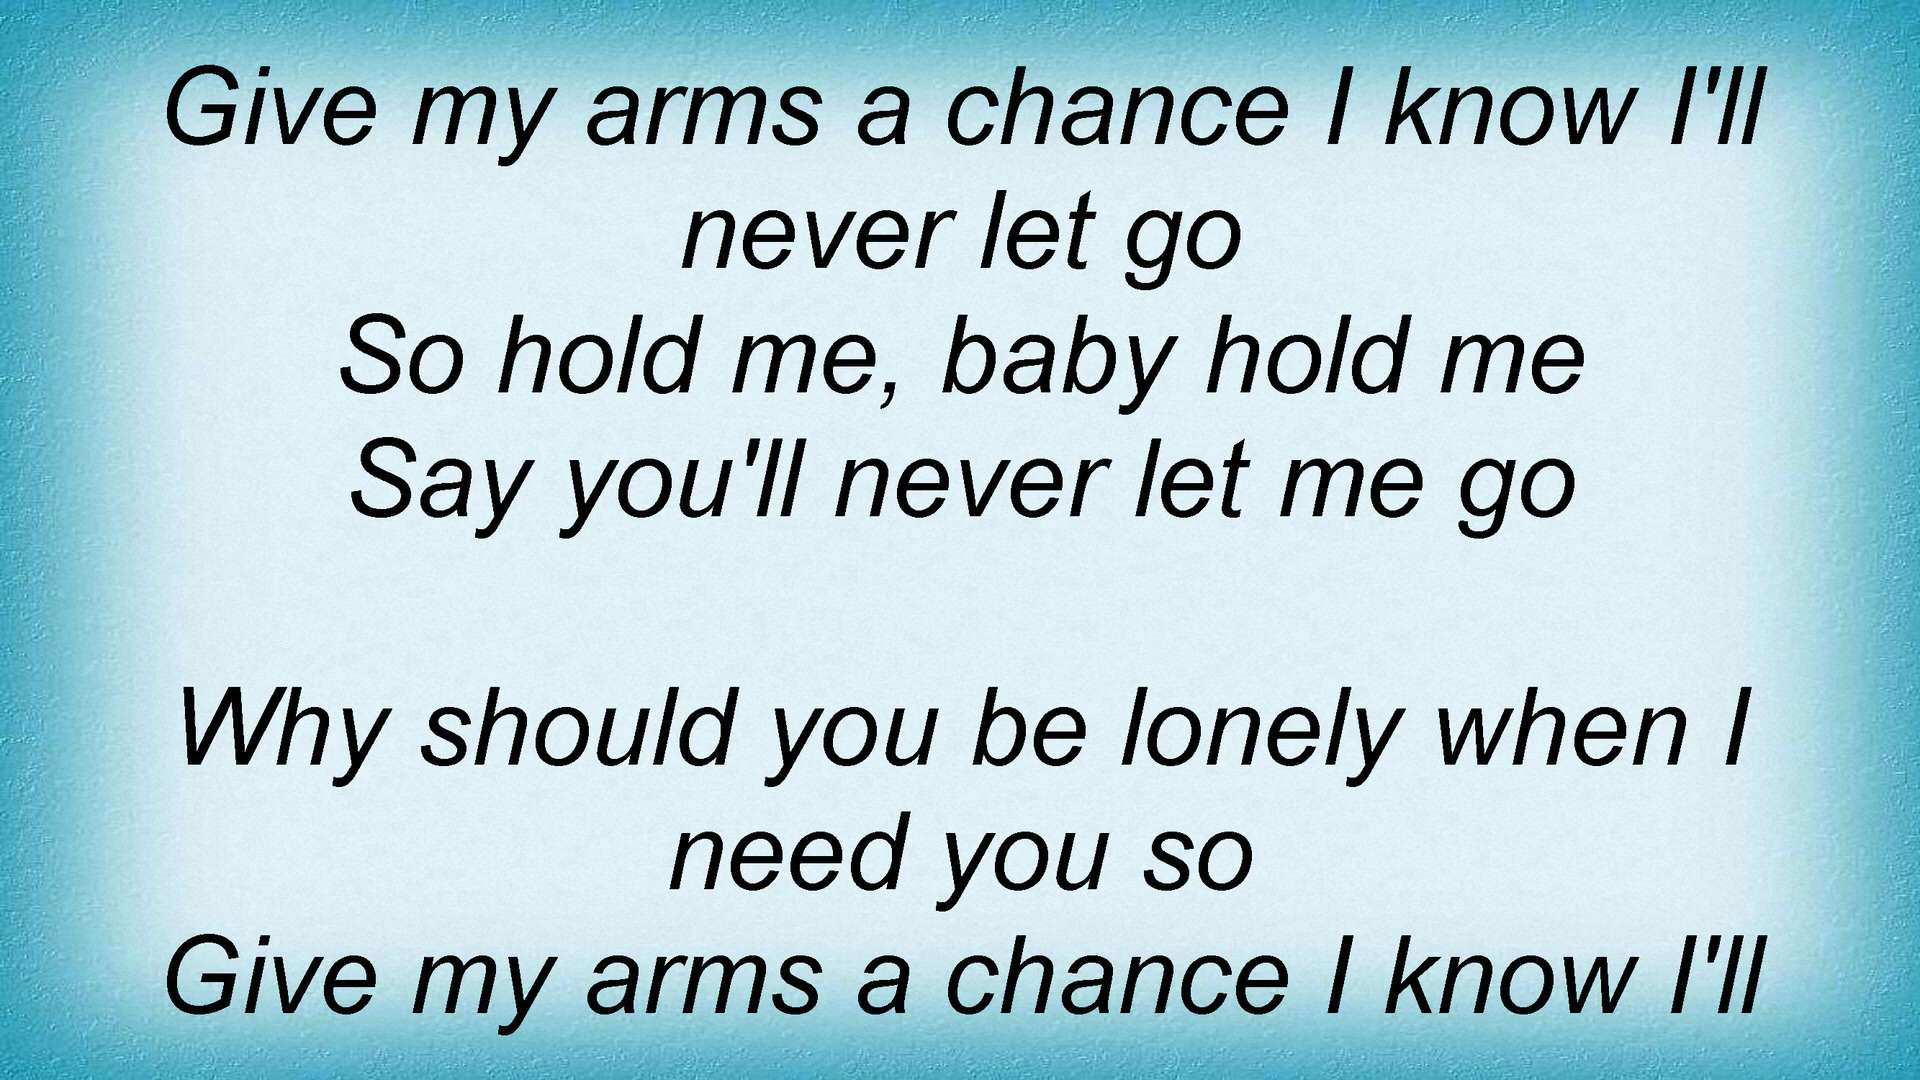 Give my arms a chance I know I'll
never let go
So hold me, baby hold me
Say you'll never let me go
Why should you be lonely when I
need you so
Give my arms a chance I know I'll